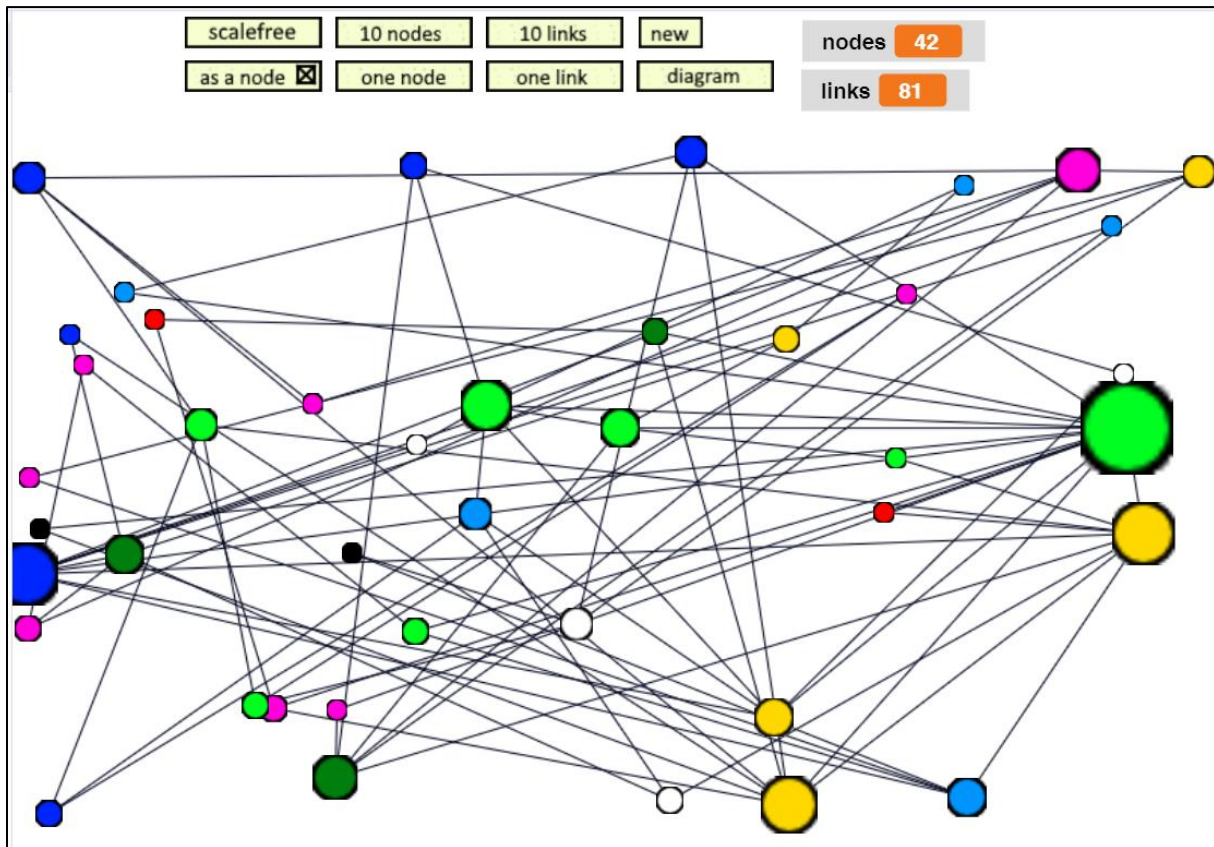 scalefree 10 nodes 10 links new
nodes 42
as a node one node one link diagram
links 81